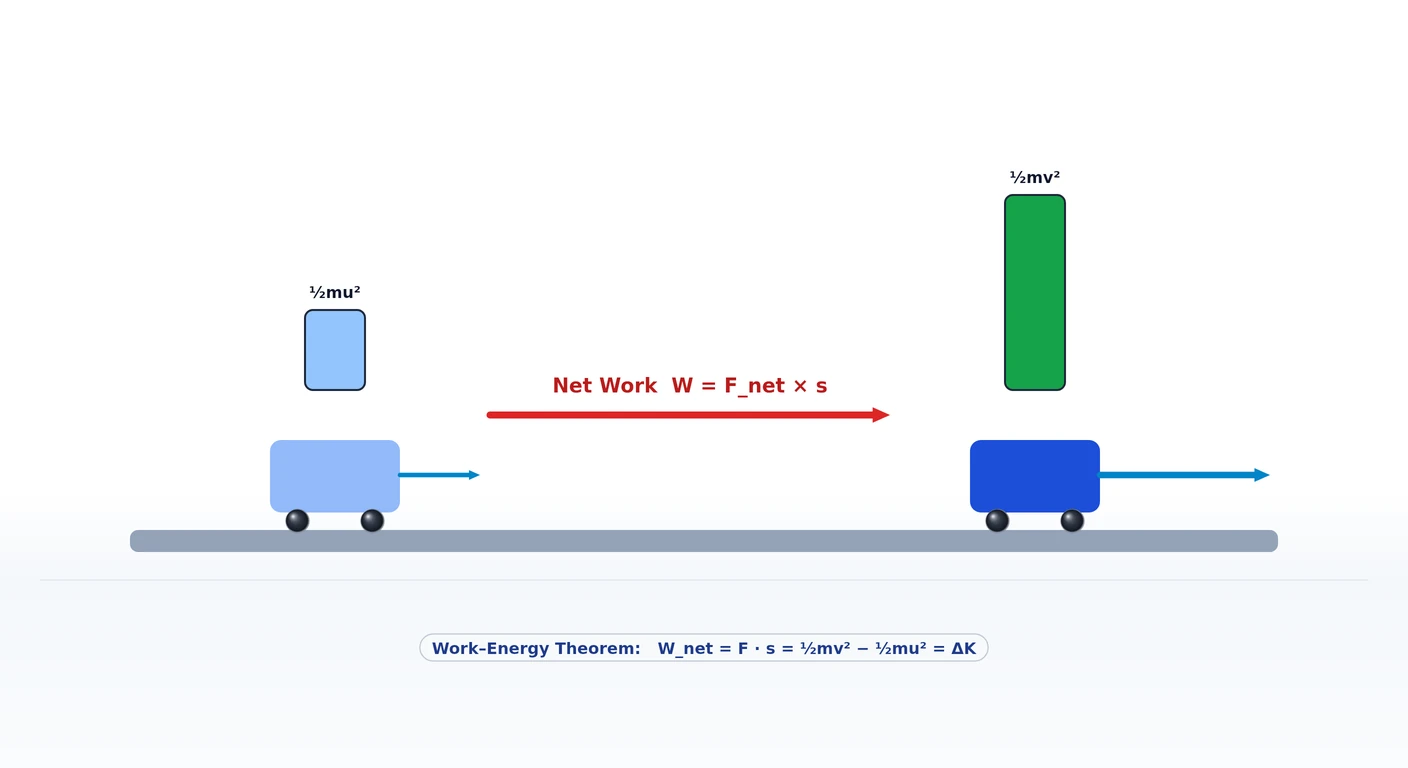 ½mv²
½mu²
Net Work  W = F_net × s
Work–Energy Theorem:   W_net = F · s = ½mv² − ½mu² = ΔK